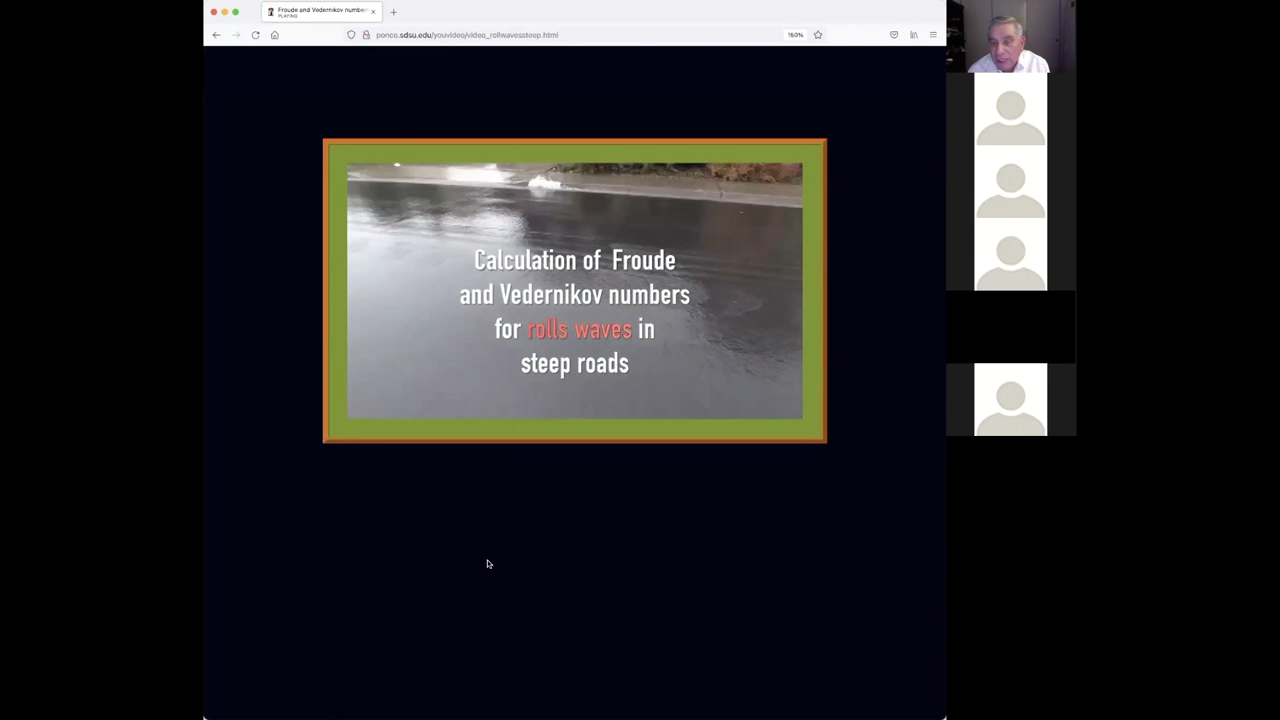 Froude and Vedernikov number
PLAYING
ponce.sdsu.edu/youvideo/video_rollwavessteep.html
160%
Calculation of Froude
and Vedernikov numbers
for rolls waves in
steep roads